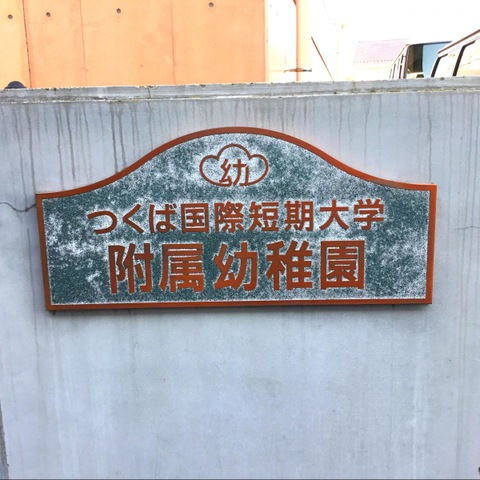 幼
つくば国際短期大学
附属幼稚園